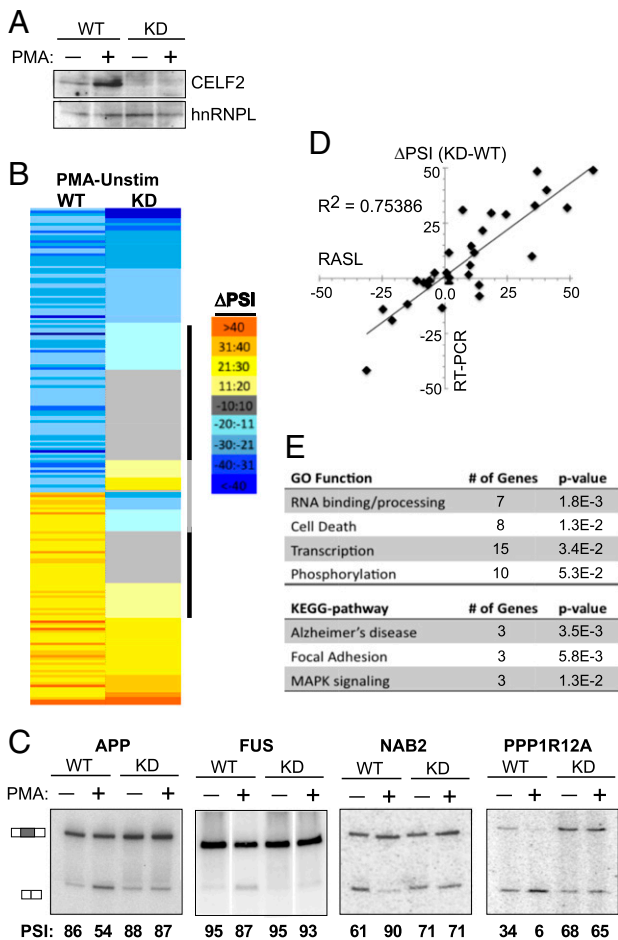 A
WT KD
PMA: — + — +
CELF2
hnRNPL
B
PMA-Unstim
WT KD
ΔPSI
>40
31:40
21:30
11:20
-10:10
-20:-11
-30:-21
-40:-31
<-40
D
ΔPSI (KD-WT)
R² = 0.75386
RASL
RT-PCR
50
25
-25
-50
-50 -25 0.0 25 50
E
GO Function # of Genes p-value
RNA binding/processing 7 1.8E-3
Cell Death 8 1.3E-2
Transcription 15 3.4E-2
Phosphorylation 10 5.3E-2
KEGG-pathway # of Genes p-value
Alzheimer's disease 3 3.5E-3
Focal Adhesion 3 5.8E-3
MAPK signaling 3 1.3E-2
C
APP FUS NAB2 PPP1R12A
WT KD WT KD WT KD WT KD
PMA: — + — + — + — + — + — + — + — +
PSI: 86 54 88 87 95 87 95 93 61 90 71 71 34 6 68 65